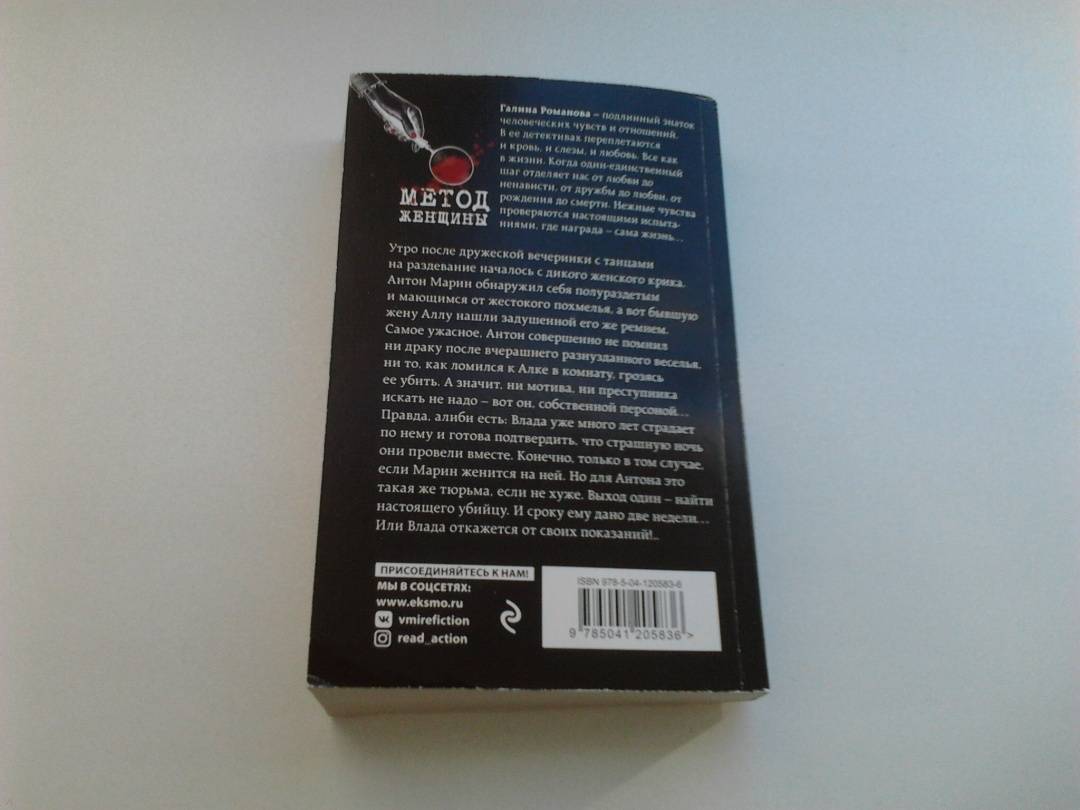 Галина Романова – подлинный знаток
человеческих чувств и отношений.
В ее детективах переплетаются
и кровь, и слезы, и любовь. Все как
в жизни. Когда один-единственный
шаг отделяет нас от любви до
ненависти, от дружбы до любви, от
рождения до смерти. Нежные чувства
проверяются настоящими испыта-
ниями, где награда – сама жизнь...
МЕТОД
ЖЕНЩИНЫ
Утро после дружеской вечеринки с танцами
на раздевание началось с дикого женского крика.
Антон Марин обнаружил себя полураздетым
и мающимся от жестокого похмелья, а вот бывшую
жену Аллу нашли задушенной его же ремнем.
Самое ужасное, Антон совершенно не помнил
ни драку после вчерашнего разнузданного веселья,
ни то, как ломился к Алке в комнату, грозясь
ее убить. А значит, ни мотива, ни преступника
искать не надо – вот он, собственной персоной...
Правда, алиби есть: Влада уже много лет страдает
по нему и готова подтвердить, что страшную ночь
они провели вместе. Конечно, только в том случае,
если Марин женится на ней. Но для Антона это
такая же тюрьма, если не хуже. Выход один – найти
настоящего убийцу. И сроку ему дано две недели...
Или Влада откажется от своих показаний!..
ПРИСОЕДИНЯЙТЕСЬ К НАМ!
МЫ В СОЦСЕТЯХ:
www.eksmo.ru
vmirefiction
read_action
ISBN 978-5-04-120583-6
9 785041 205836 >